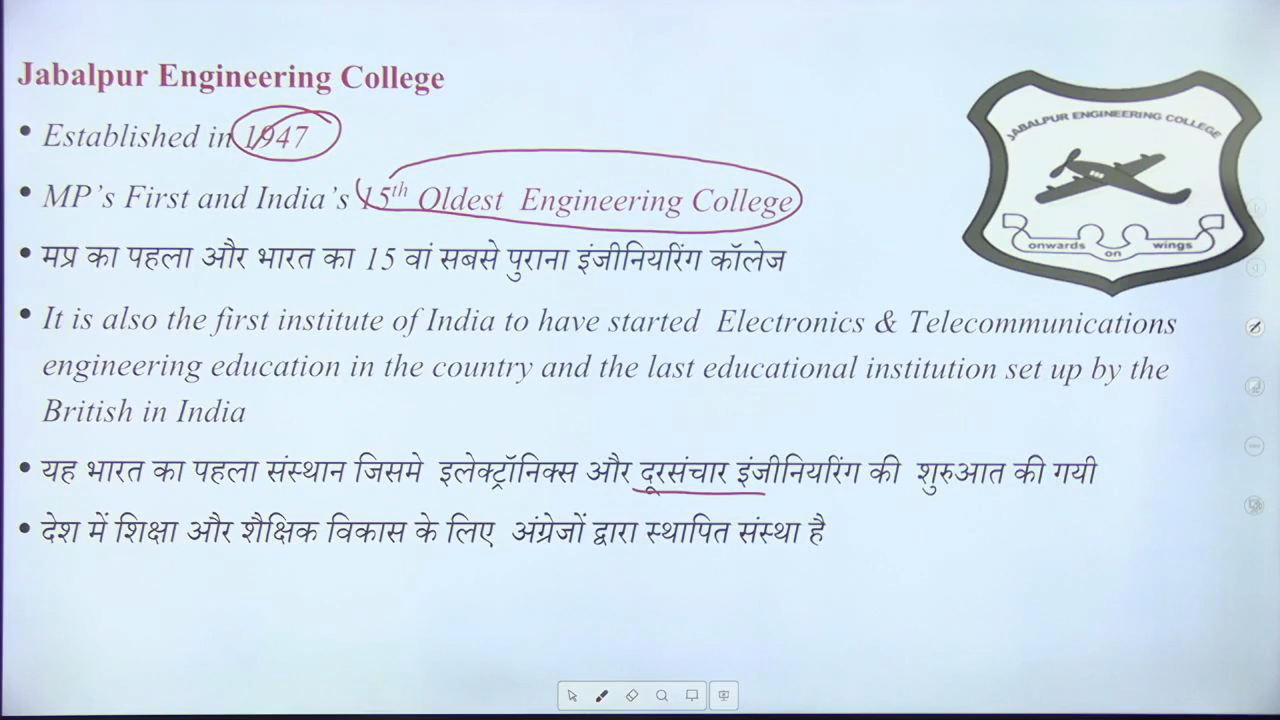 Jabalpur Engineering College
• Established in 1947
• MP's First and India's 15th Oldest Engineering College
• मप्र का पहला और भारत का 15 वां सबसे पुराना इंजीनियरिंग कॉलेज
• It is also the first institute of India to have started Electronics & Telecommunications
engineering education in the country and the last educational institution set up by the
British in India
• यह भारत का पहला संस्थान जिसमे इलेक्ट्रॉनिक्स और दूरसंचार इंजीनियरिंग की शुरुआत की गयी
• देश में शिक्षा और शैक्षिक विकास के लिए अंग्रेजों द्वारा स्थापित संस्था है
JABALPUR ENGINEERING COLLEGE
onwards on wings